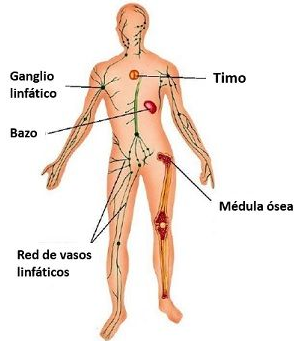 Ganglio
linfático
Timo
Bazo
Médula ósea
Red de vasos
linfáticos